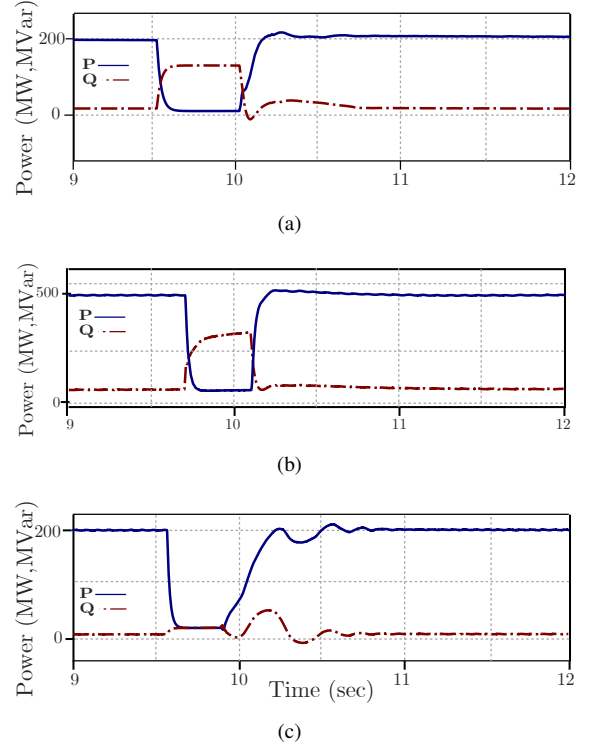 Power (MW,MVar)
200
0
P
Q
9
10
11
12
(a)
Power (MW,MVar)
500
0
P
Q
9
10
11
12
(b)
Power (MW,MVar)
200
0
P
Q
9
10
11
12
Time (sec)
(c)